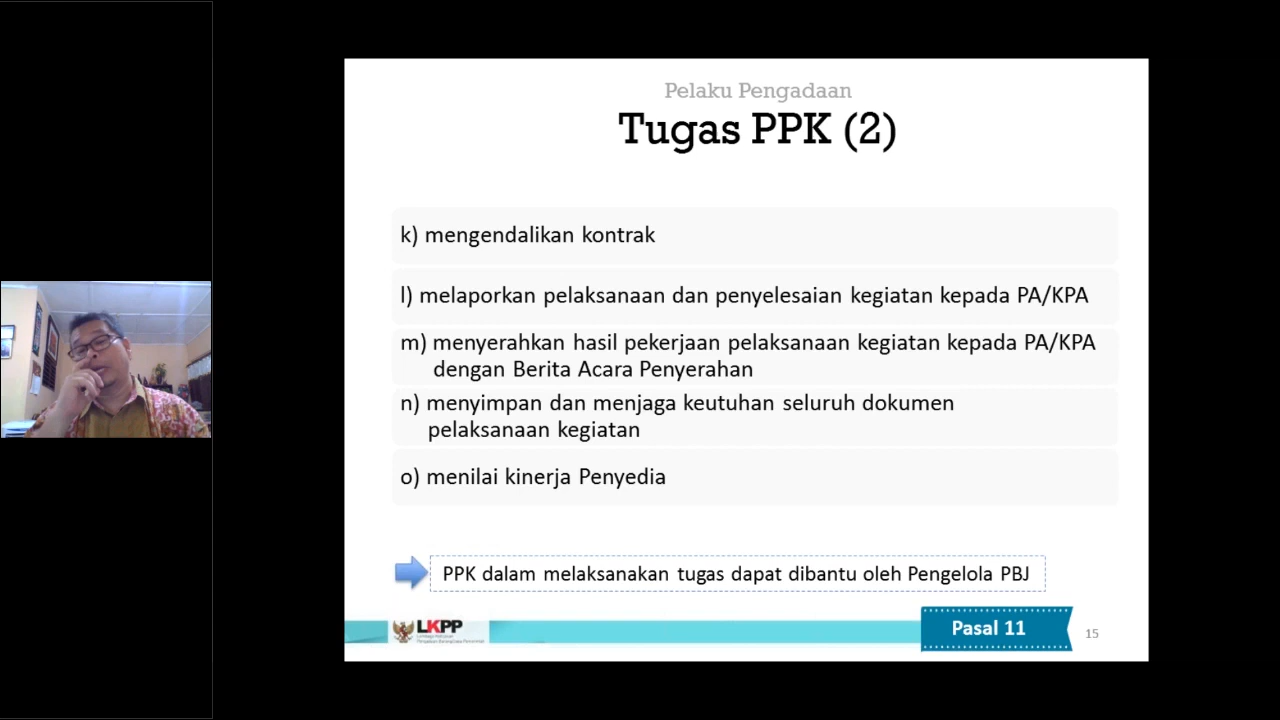 Pelaku Pengadaan
Tugas PPK (2)
k) mengendalikan kontrak
l) melaporkan pelaksanaan dan penyelesaian kegiatan kepada PA/KPA
m) menyerahkan hasil pekerjaan pelaksanaan kegiatan kepada PA/KPA
dengan Berita Acara Penyerahan
n) menyimpan dan menjaga keutuhan seluruh dokumen
pelaksanaan kegiatan
o) menilai kinerja Penyedia
PPK dalam melaksanakan tugas dapat dibantu oleh Pengelola PBJ
LKPP
Pasal 11
15